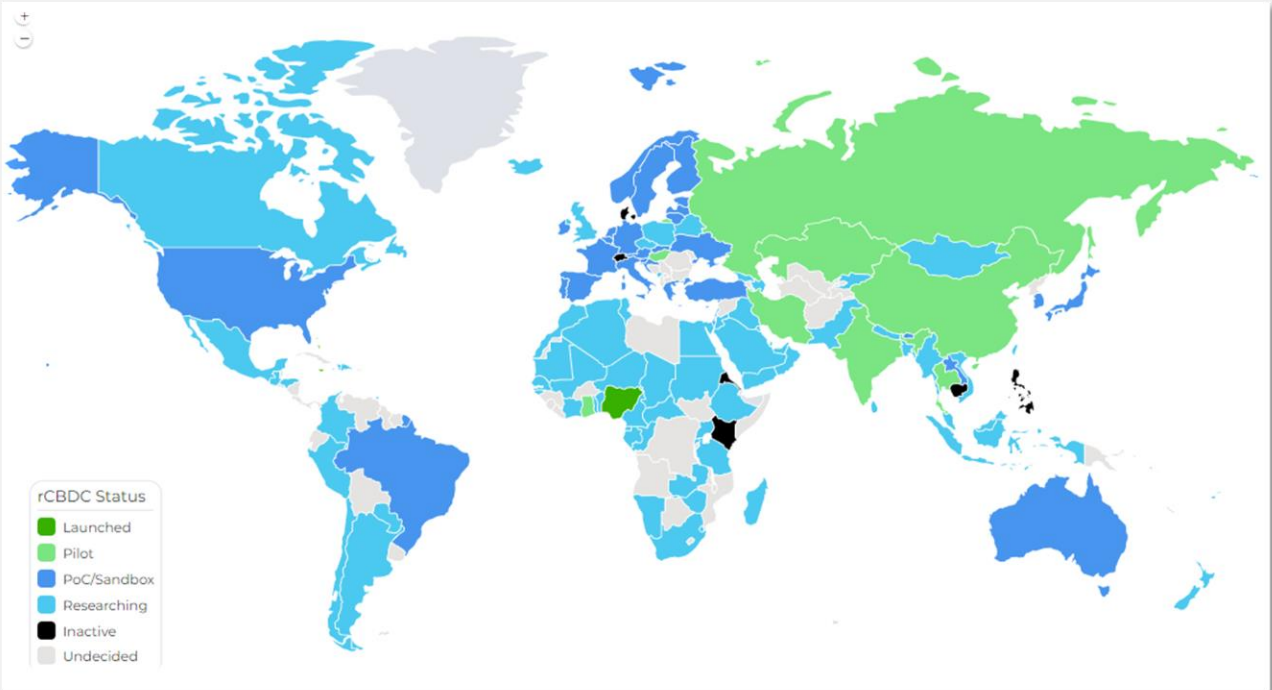 +
−
rCBDC Status
Launched
Pilot
PoC/Sandbox
Researching
Inactive
Undecided